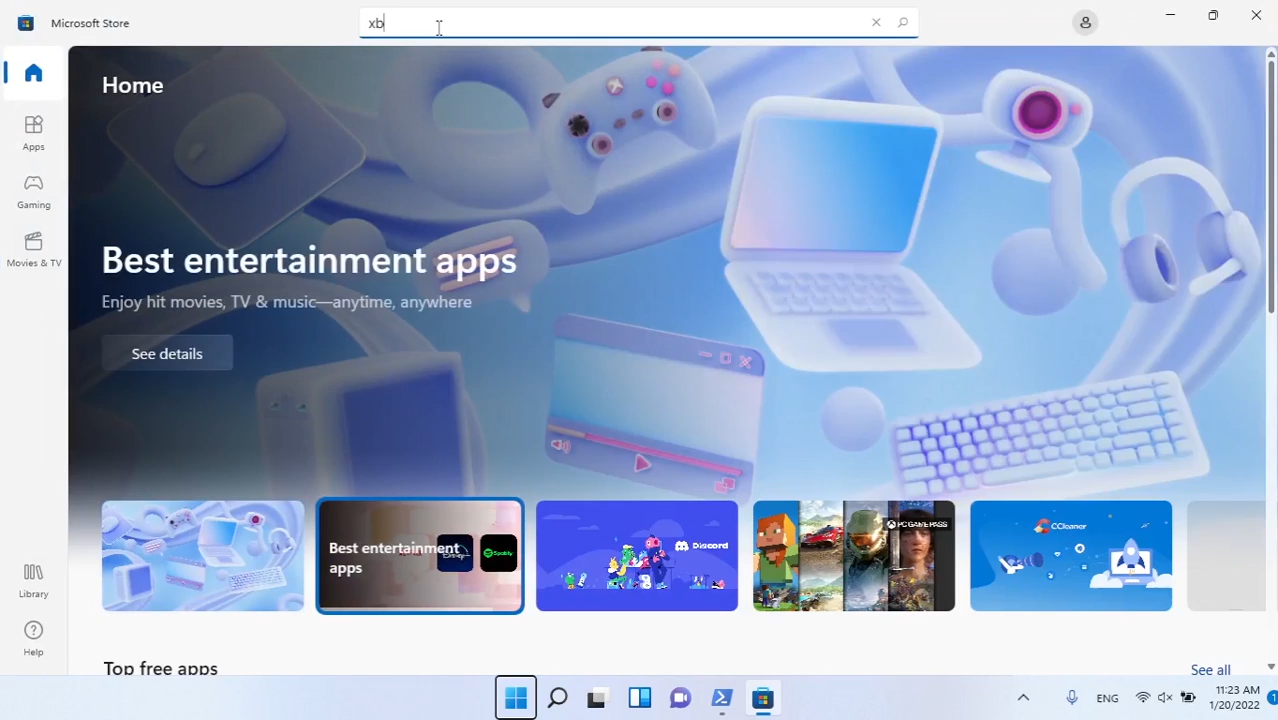 Microsoft Store
xb
Home
Apps
Gaming
Movies & TV
Best entertainment apps
Enjoy hit movies, TV & music—anytime, anywhere
See details
Best entertainment
apps
Spotify
Discord
PC GAME PASS
CCleaner
Library
Help
Top free apps
See all
ENG
11:23 AM
1/20/2022
1